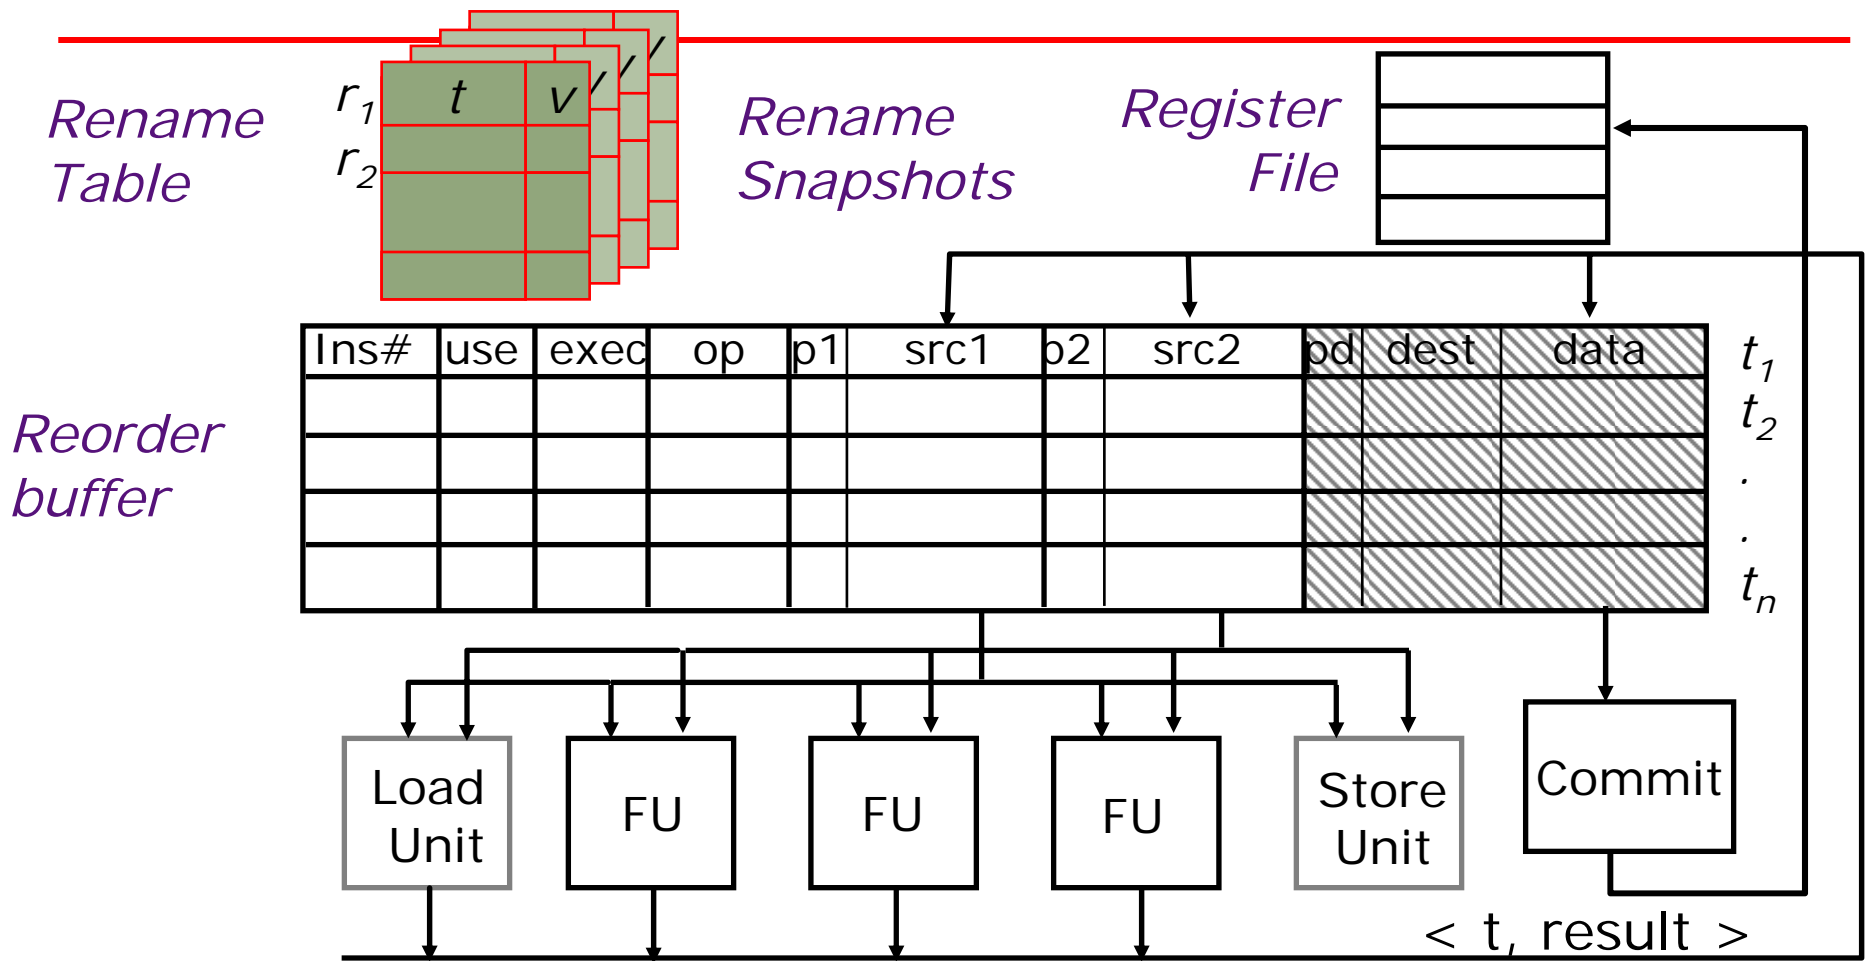 Rename
Table
r1
r2
t
v
v
v
v
Rename
Snapshots
Register
File
Ins# use exec op p1 src1 p2 src2 pd dest data
t1
t2
.
.
tn
Reorder
buffer
Load
Unit
FU
FU
FU
Store
Unit
Commit
< t, result >